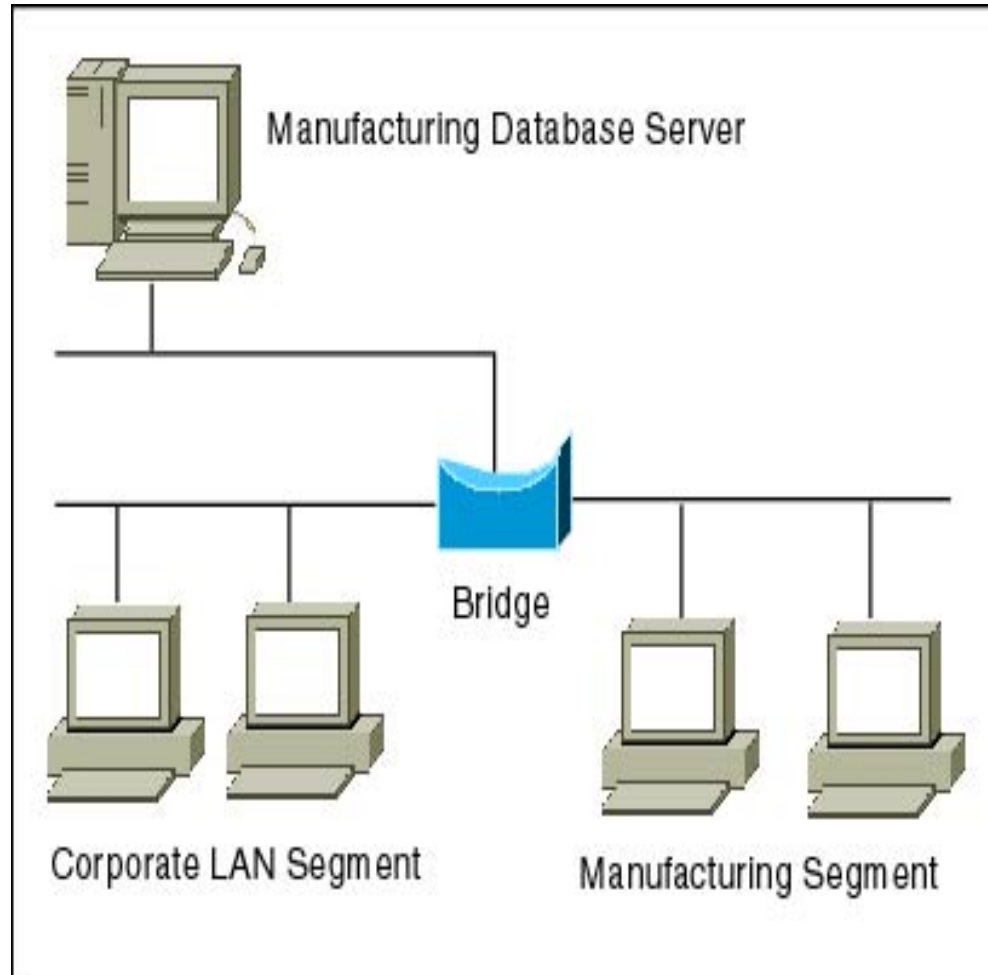 Manufacturing Database Server
Bridge
Corporate LAN Segment
Manufacturing Segment